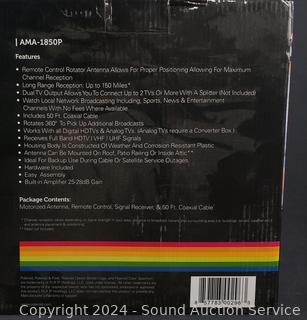 AMA-1850P
Features
• Remote Control Rotator Antenna Allows For Proper Positioning Allowing For Maximum
Channel Reception
• Long Range Reception: Up to 150 Miles*
• Dual TV Output Allows You To Connect Up to 2 TVs Or More With A Splitter (Not Included)
• Watch Local Network Broadcasting Including, Sports, News & Entertainment
Channels With No Fees Where Available.
• Includes 50 Ft. Coaxial Cable
• Rotates 360° To Pick Up Additional Broadcasts
• Works With all Digital HDTVs & Analog TVs. (Analog TVs require a Converter Box.)
• Receives Full Band HDTV / VHF / UHF Signals
• Housing Body Is Constructed Of Weather And Corrosion Resistant Plastic
• Antenna Can Be Mounted On Roof, Patio Railing Or Inside Attic**
• Ideal For Backup Use During Cable Or Satellite Service Outages
• Hardware Included
• Easy Assembly
• Built-in Amplifier 25-28dB Gain
Package Contents:
Motorized Antenna, Remote Control, Signal Receiver, & 50 Ft. Coaxial Cable
8 57783 00296
Copyright 2024 - Sound Auction Service